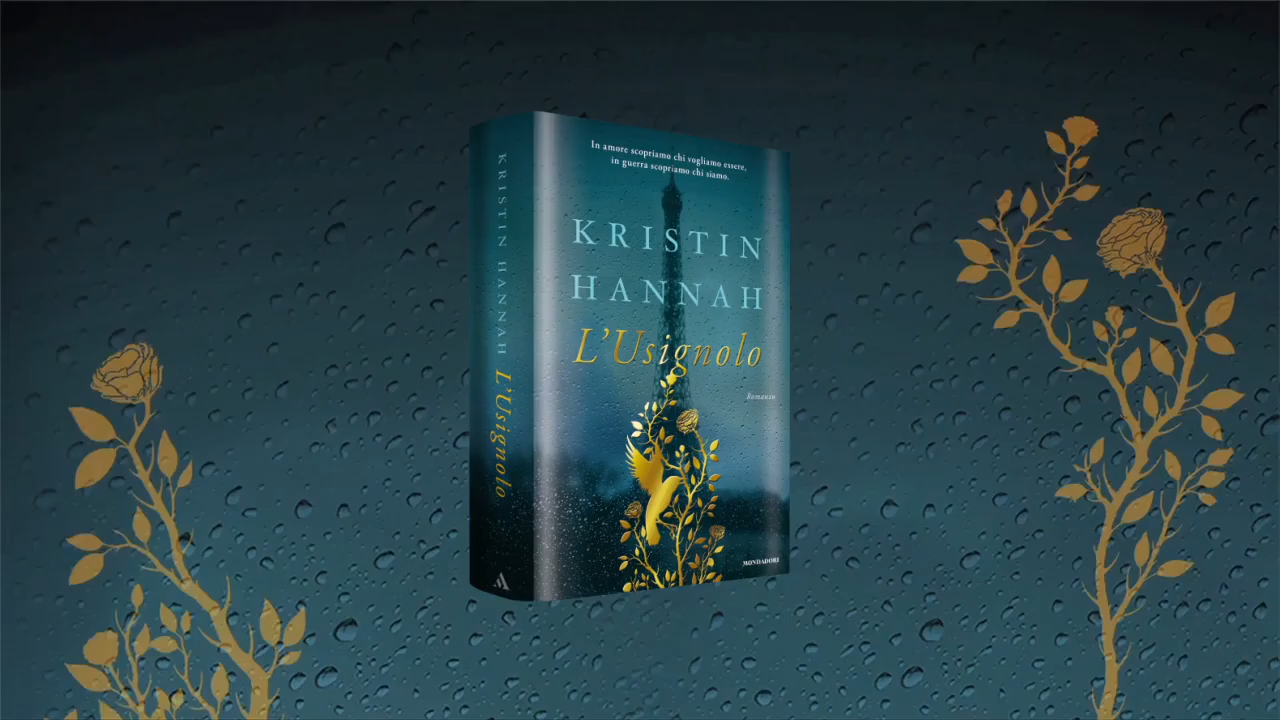 In amore scopriamo chi vogliamo essere,
in guerra scopriamo chi siamo.
KRISTIN
HANNAH
L'Usignolo
Romanzo
MONDADORI
KRISTIN HANNAH L'Usignolo